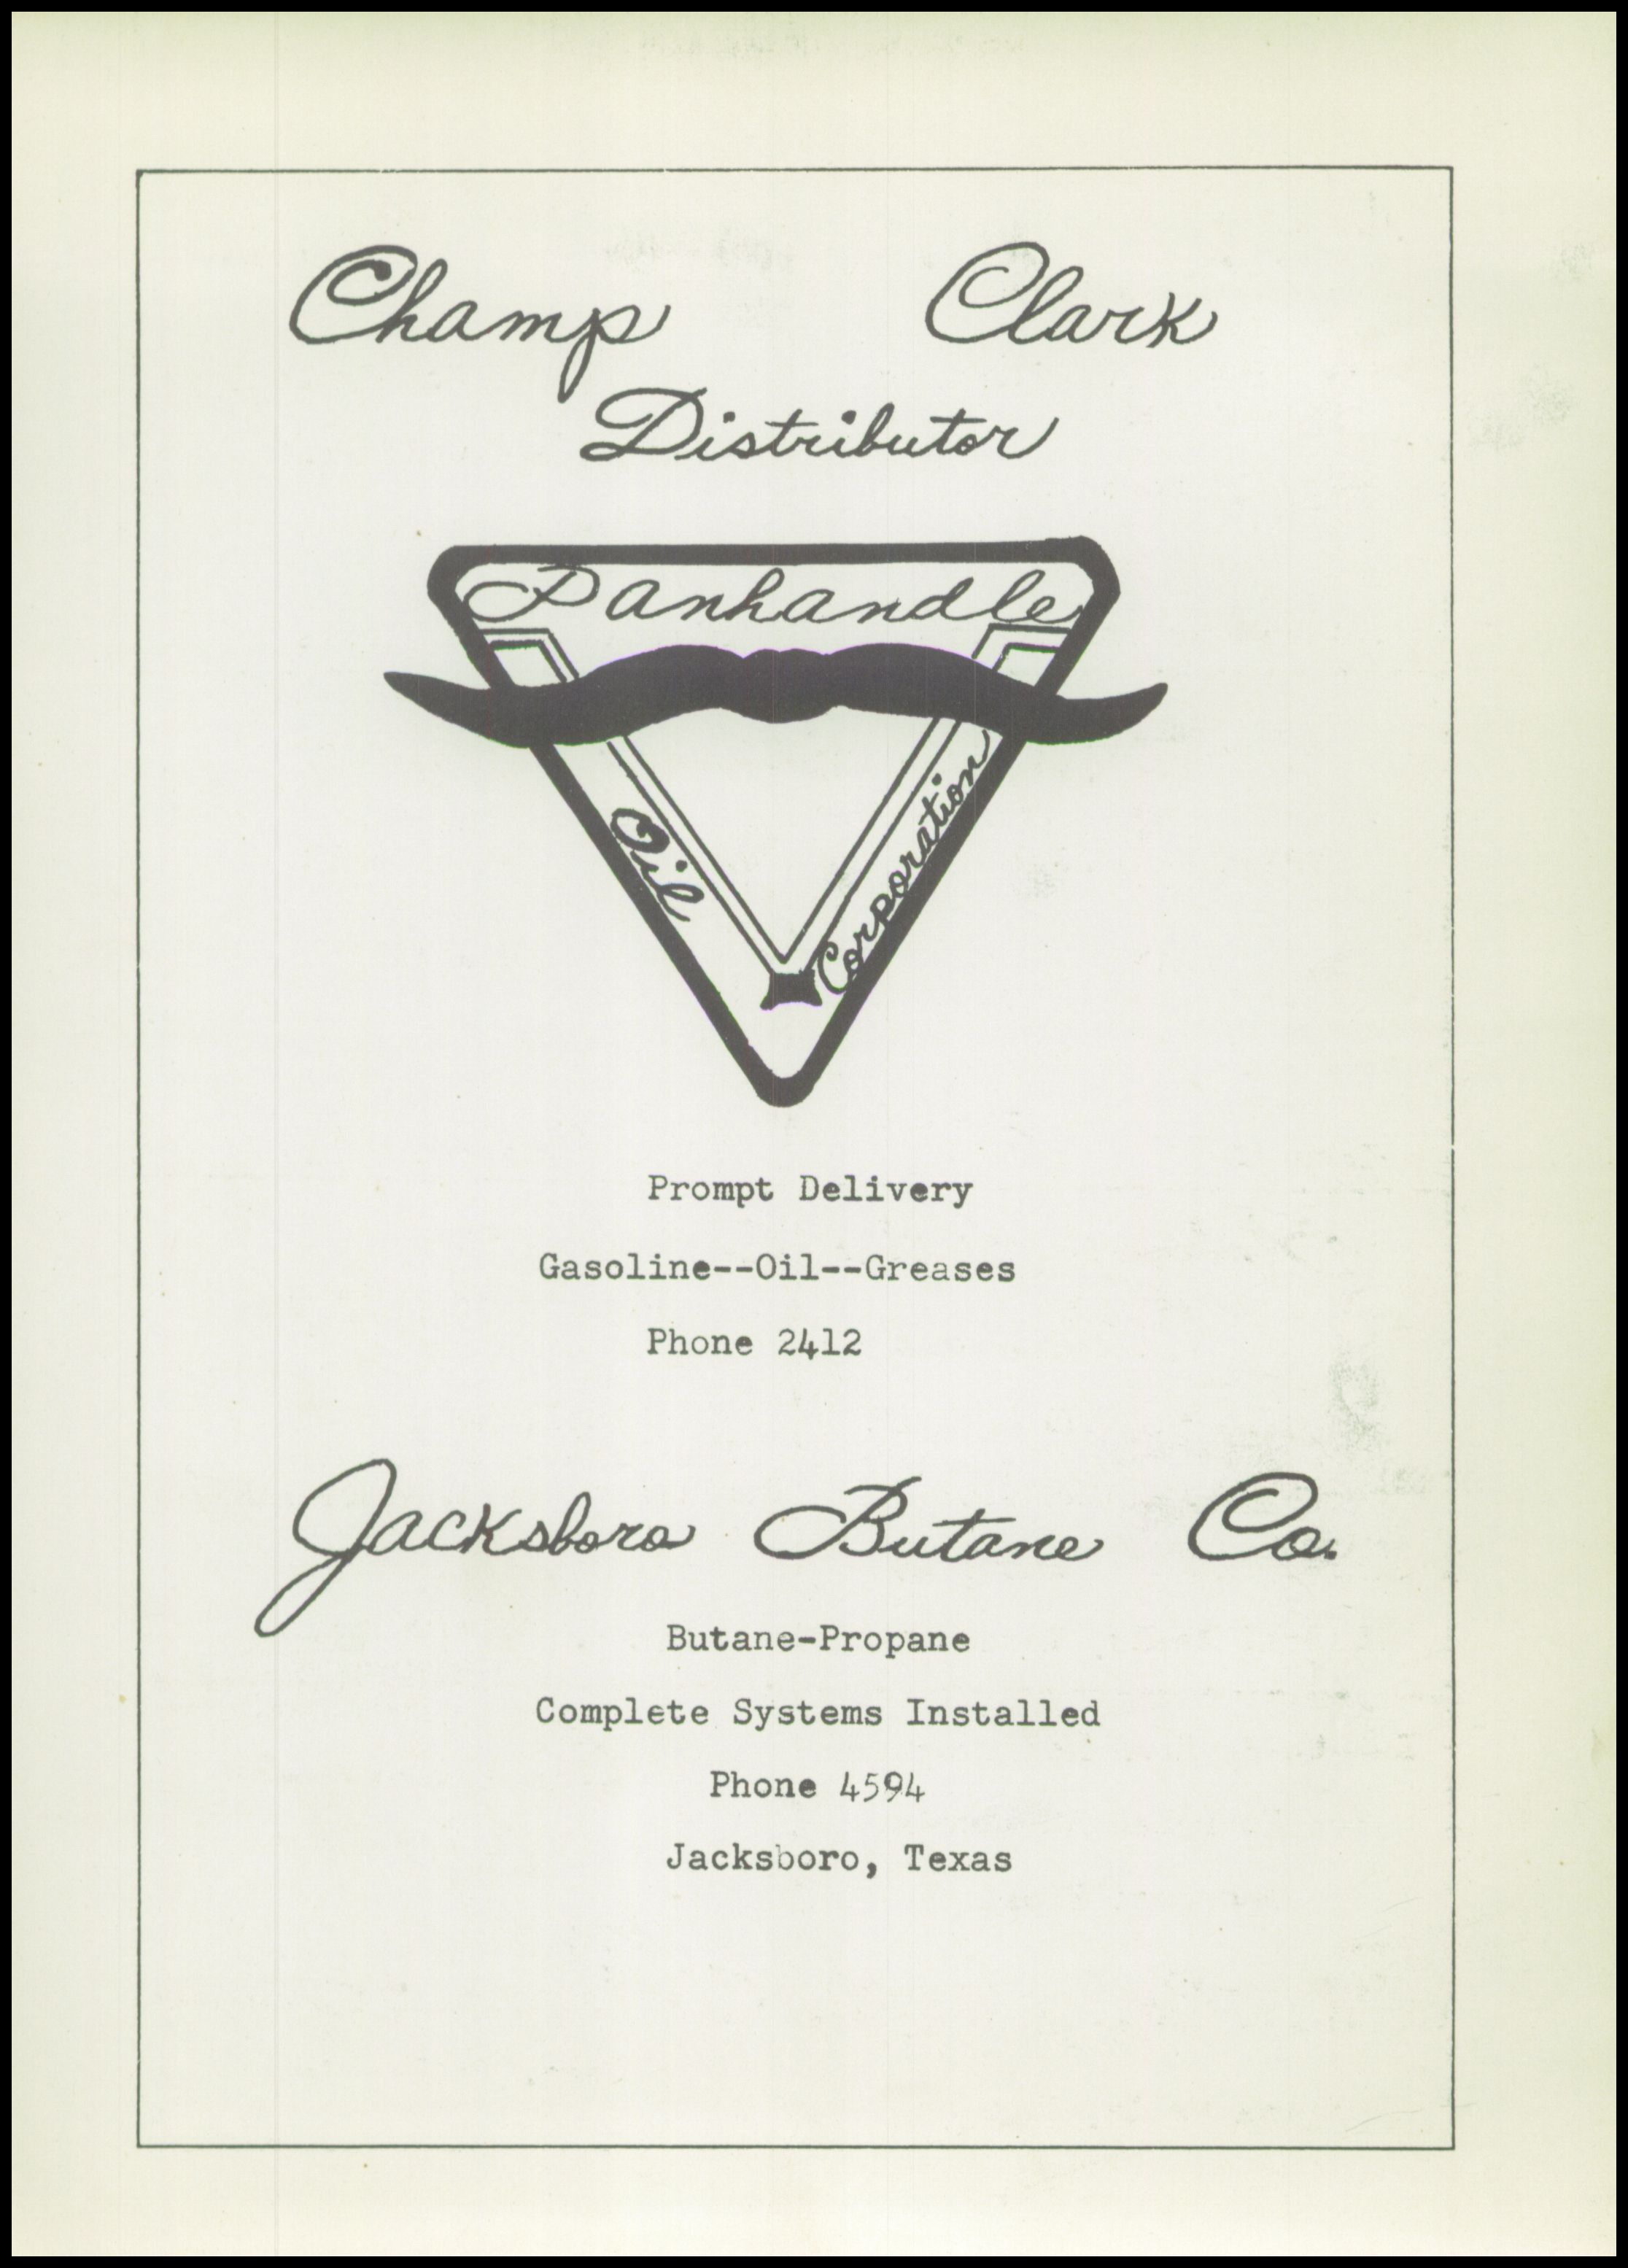 Champ Clark
Distributor
Panhandle
Oil
Corporation
Prompt Delivery
Gasoline--Oil--Greases
Phone 2412
Jacksboro Butane Co.
Butane-Propane
Complete Systems Installed
Phone 4594
Jacksboro, Texas